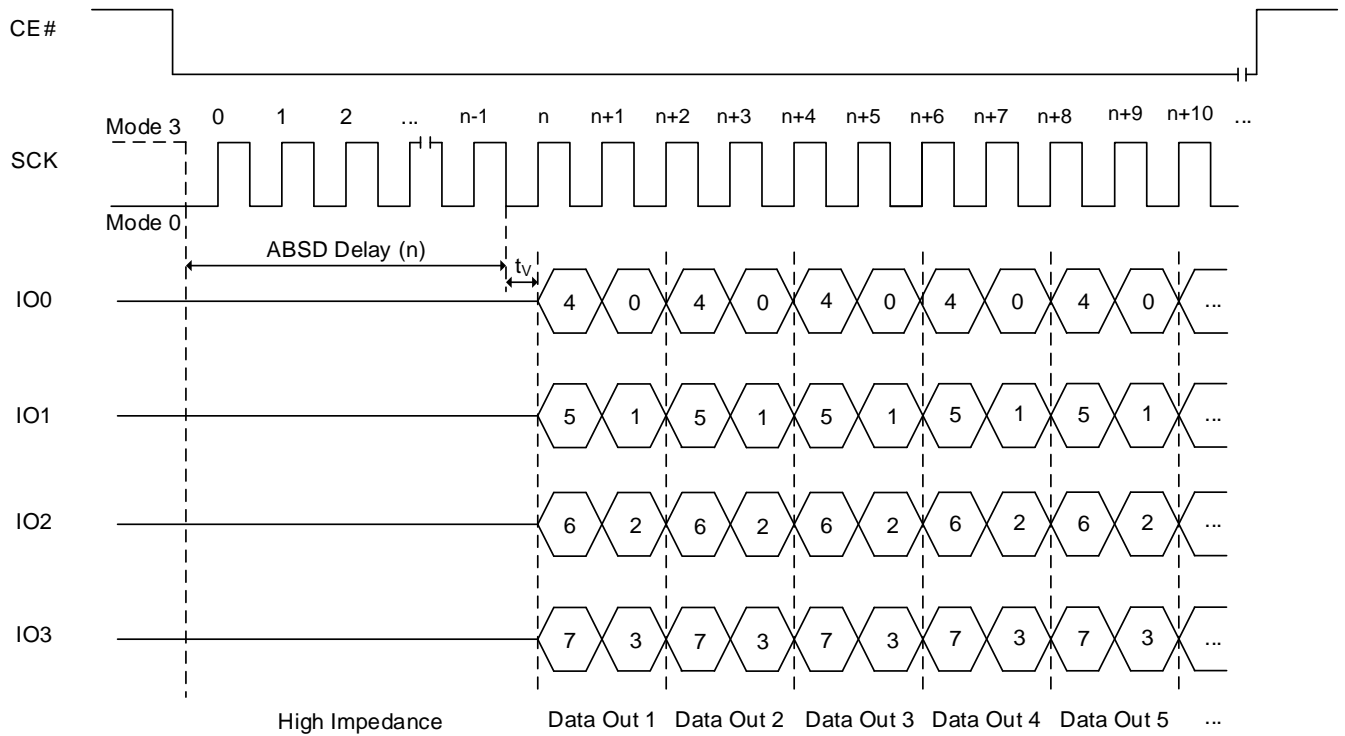 CE#
0 1 2 ... n-1 n n+1 n+2 n+3 n+4 n+5 n+6 n+7 n+8 n+9 n+10 ...
Mode 3
SCK
Mode 0
ABSD Delay (n)
tV
IO0 4 0 4 0 4 0 4 0 4 0 ...
IO1 5 1 5 1 5 1 5 1 5 1 ...
IO2 6 2 6 2 6 2 6 2 6 2 ...
IO3 7 3 7 3 7 3 7 3 7 3 ...
High Impedance Data Out 1 Data Out 2 Data Out 3 Data Out 4 Data Out 5 ...